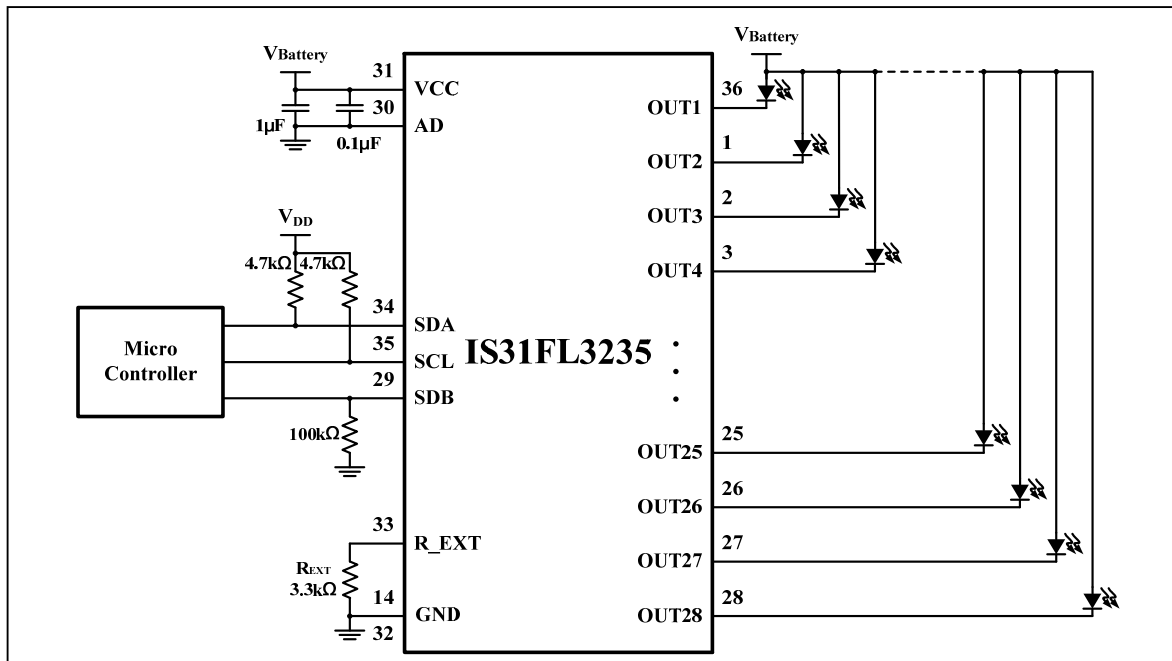 VBattery
31
VCC
30
AD
1µF
0.1µF
VDD
4.7kΩ 4.7kΩ
34
SDA
35
SCL
29
SDB
Micro
Controller
100kΩ
33
R_EXT
REXT
3.3kΩ
14
GND
32
IS31FL3235
VBattery
36
OUT1
1
OUT2
2
OUT3
3
OUT4
25
OUT25
26
OUT26
27
OUT27
28
OUT28